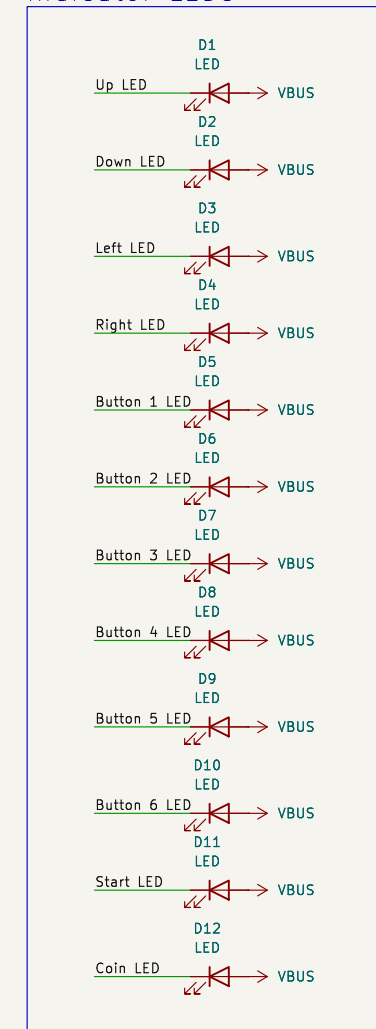 D1
LED
Up LED
VBUS
D2
LED
Down LED
VBUS
D3
LED
Left LED
VBUS
D4
LED
Right LED
VBUS
D5
LED
Button 1 LED
VBUS
D6
LED
Button 2 LED
VBUS
D7
LED
Button 3 LED
VBUS
D8
LED
Button 4 LED
VBUS
D9
LED
Button 5 LED
VBUS
D10
LED
Button 6 LED
VBUS
D11
LED
Start LED
VBUS
D12
LED
Coin LED
VBUS